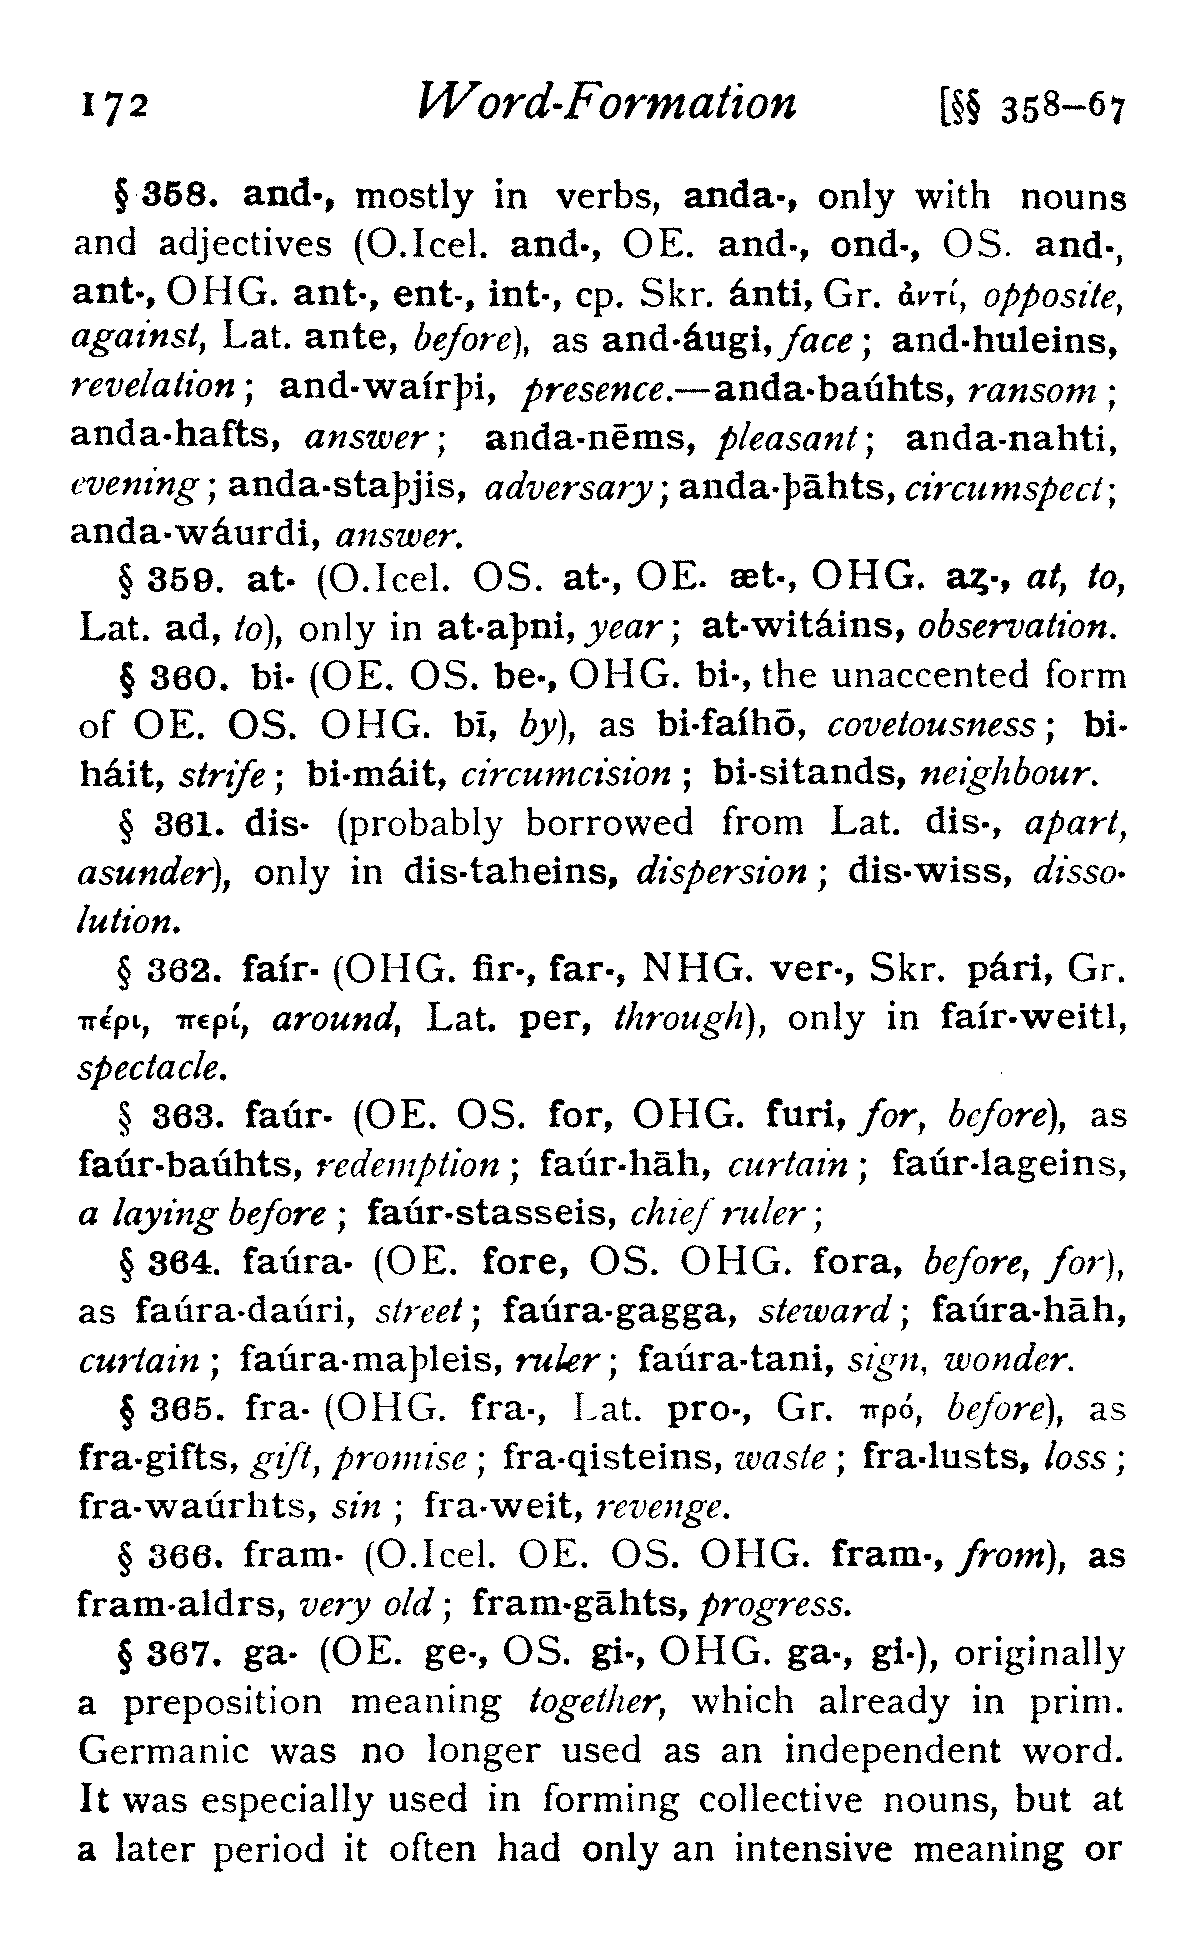 172 Word-Formation [§§ 358–67
§ 358. and-, mostly in verbs, anda-, only with nouns
and adjectives (O.Icel. and-, OE. and-, ond-, OS. and-,
ant-, OHG. ant-, ent-, int-, cp. Skr. ánti, Gr. ἀντί, opposite,
against, Lat. ante, before), as and-áugi, face; and-huleins,
revelation; and-waírþi, presence.—anda-baúhts, ransom;
anda-hafts, answer; anda-nēms, pleasant; anda-nahti,
evening; anda-staþjis, adversary; anda-þāhts, circumspect;
anda-wáurdi, answer.
§ 359. at- (O.Icel. OS. at-, OE. æt-, OHG. aȥ-, at, to,
Lat. ad, to), only in at-aþni, year; at-witáins, observation.
§ 360. bi- (OE. OS. be-, OHG. bi-, the unaccented form
of OE. OS. OHG. bī, by), as bi-faíhō, covetousness; bi-
háit, strife; bi-máit, circumcision; bi-sitands, neighbour.
§ 361. dis- (probably borrowed from Lat. dis-, apart,
asunder), only in dis-taheins, dispersion; dis-wiss, disso-
lution.
§ 362. faír- (OHG. fir-, far-, NHG. ver-, Skr. pári, Gr.
πέρι, περί, around, Lat. per, through), only in faír-weitl,
spectacle.
§ 363. faúr- (OE. OS. for, OHG. furi, for, before), as
faúr-baúhts, redemption; faúr-hāh, curtain; faúr-lageins,
a laying before; faúr-stasseis, chief ruler;
§ 364. faúra- (OE. fore, OS. OHG. fora, before, for),
as faúra-daúri, street; faúra-gagga, steward; faúra-hāh,
curtain; faúra-maþleis, ruler; faúra-tani, sign, wonder.
§ 365. fra- (OHG. fra-, Lat. pro-, Gr. πρό, before), as
fra-gifts, gift, promise; fra-qisteins, waste; fra-lusts, loss;
fra-waúrhts, sin; fra-weit, revenge.
§ 366. fram- (O.Icel. OE. OS. OHG. fram-, from), as
fram-aldrs, very old; fram-gāhts, progress.
§ 367. ga- (OE. ge-, OS. gi-, OHG. ga-, gi-), originally
a preposition meaning together, which already in prim.
Germanic was no longer used as an independent word.
It was especially used in forming collective nouns, but at
a later period it often had only an intensive meaning or